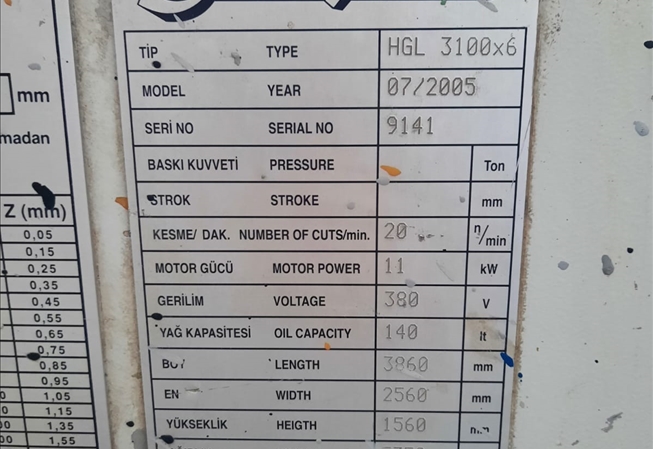 TİP TYPE HGL 3100x6
MODEL YEAR 07/2005
SERI NO SERIAL NO 9141
BASKI KUVVETİ PRESSURE Ton
STROK STROKE mm
KESME/ DAK. NUMBER OF CUTS/min. 20 η/min
MOTOR GÜCÜ MOTOR POWER 11 kW
GERİLİM VOLTAGE 380 V
YAĞ KAPASİTESİ OIL CAPACITY 140 lt
BOY LENGTH 3860 mm
EN WIDTH 2560 mm
YÜKSEKLİK HEIGTH 1560 mm
mm
madan
Z (mm)
0,05
0,15
0,25
0,35
0,45
0,55
0,65
0,75
0,85
0,95
1,05
1,15
1,35
1,55